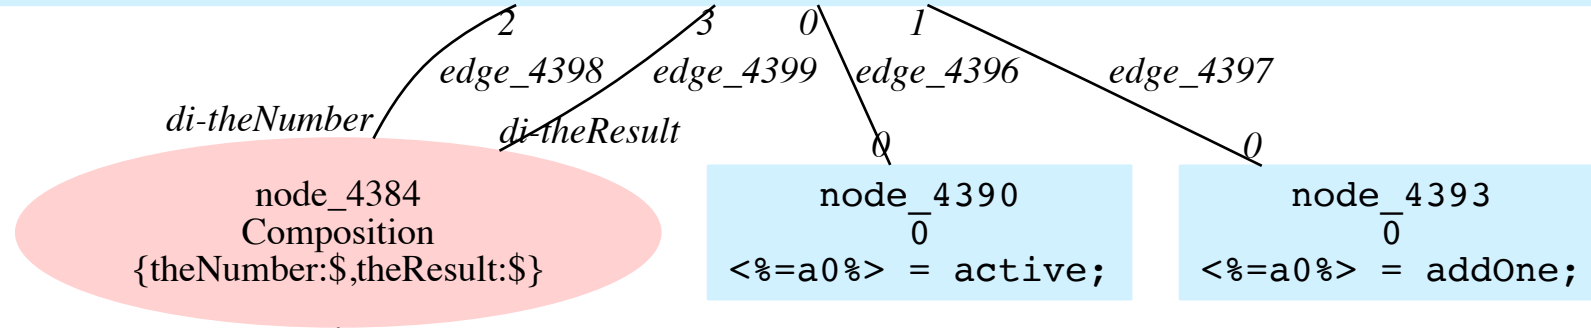 2 3 0 1
edge_4398 edge_4399 edge_4396 edge_4397
di-theNumber di-theResult
0 0
node_4384
Composition
{theNumber:$,theResult:$}
node_4390
0
<%=a0%> = active;
node_4393
0
<%=a0%> = addOne;